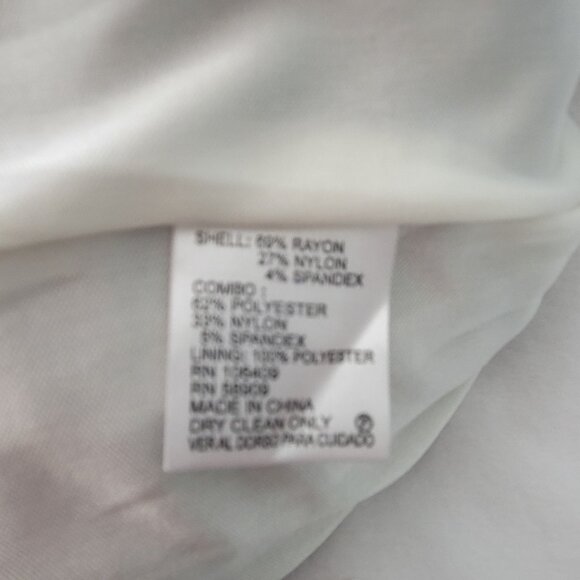 SHELL: 69% RAYON
27% NYLON
4% SPANDEX
COMBO :
62% POLYESTER
33% NYLON
5% SPANDEX
LINING: 100% POLYESTER
RN
RN
MADE IN CHINA
DRY CLEAN ONLY
VER AL DORSO PARA CUIDADO